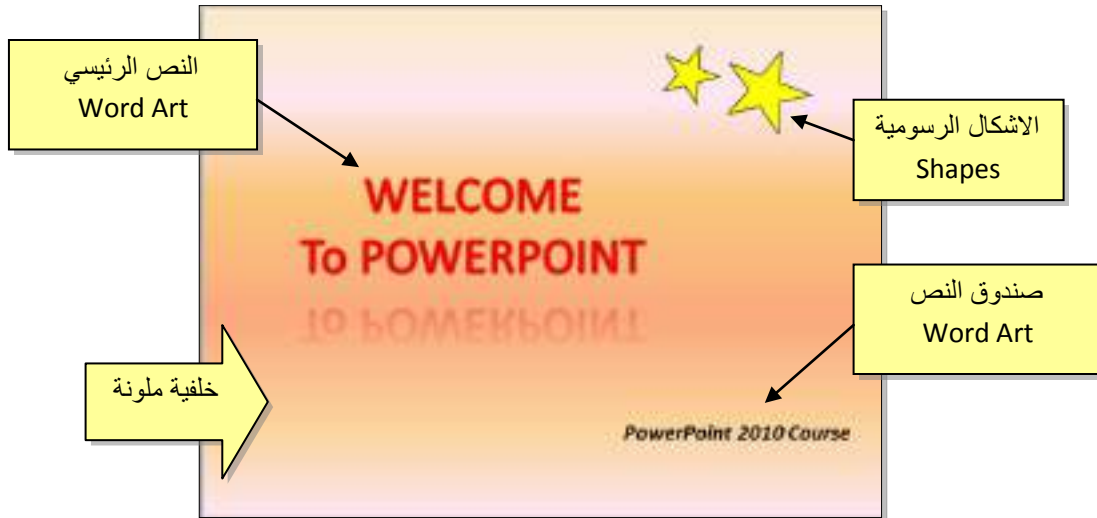 النص الرئيسي
Word Art
الاشكال الرسومية
Shapes
WELCOME
To POWERPOINT
صندوق النص
Word Art
خلفية ملونة
PowerPoint 2010 Course